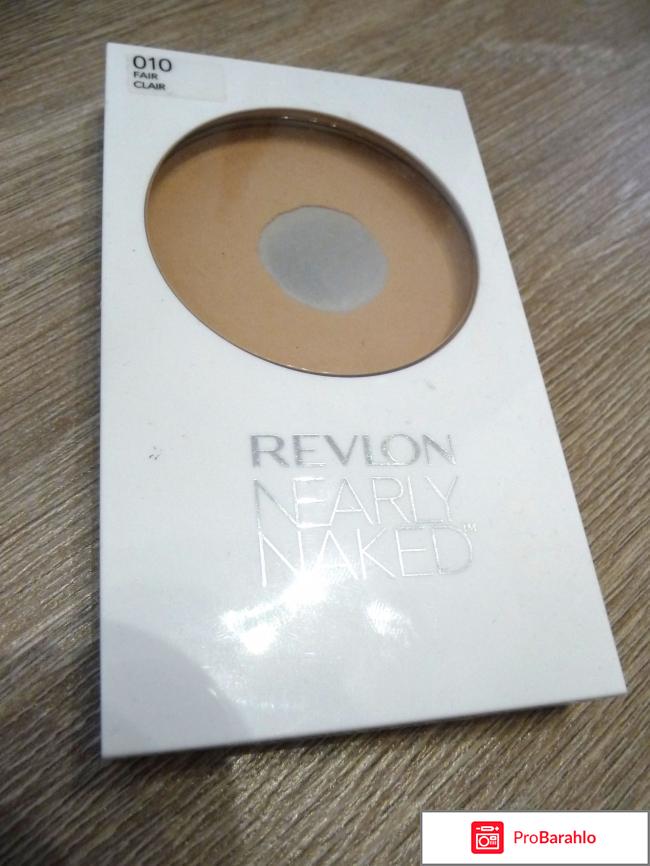 010
FAIR
CLAIR
REVLON
NEARLY
NAKED™
ProBarahlo